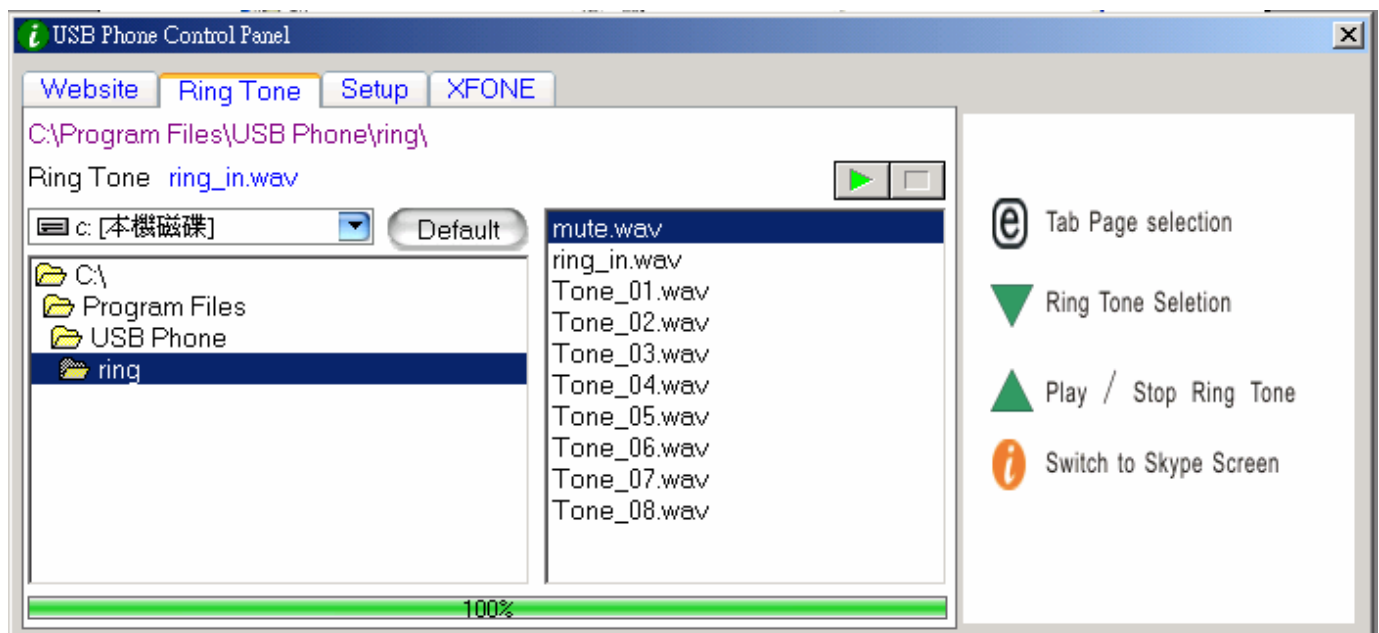 USB Phone Control Panel
Website Ring Tone Setup XFONE
C:\Program Files\USB Phone\ring\
Ring Tone ring_in.wav
c: [本機磁碟]
Default
C:\
Program Files
USB Phone
ring
mute.wav
ring_in.wav
Tone_01.wav
Tone_02.wav
Tone_03.wav
Tone_04.wav
Tone_05.wav
Tone_06.wav
Tone_07.wav
Tone_08.wav
100%
e Tab Page selection
Ring Tone Seletion
Play / Stop Ring Tone
i Switch to Skype Screen